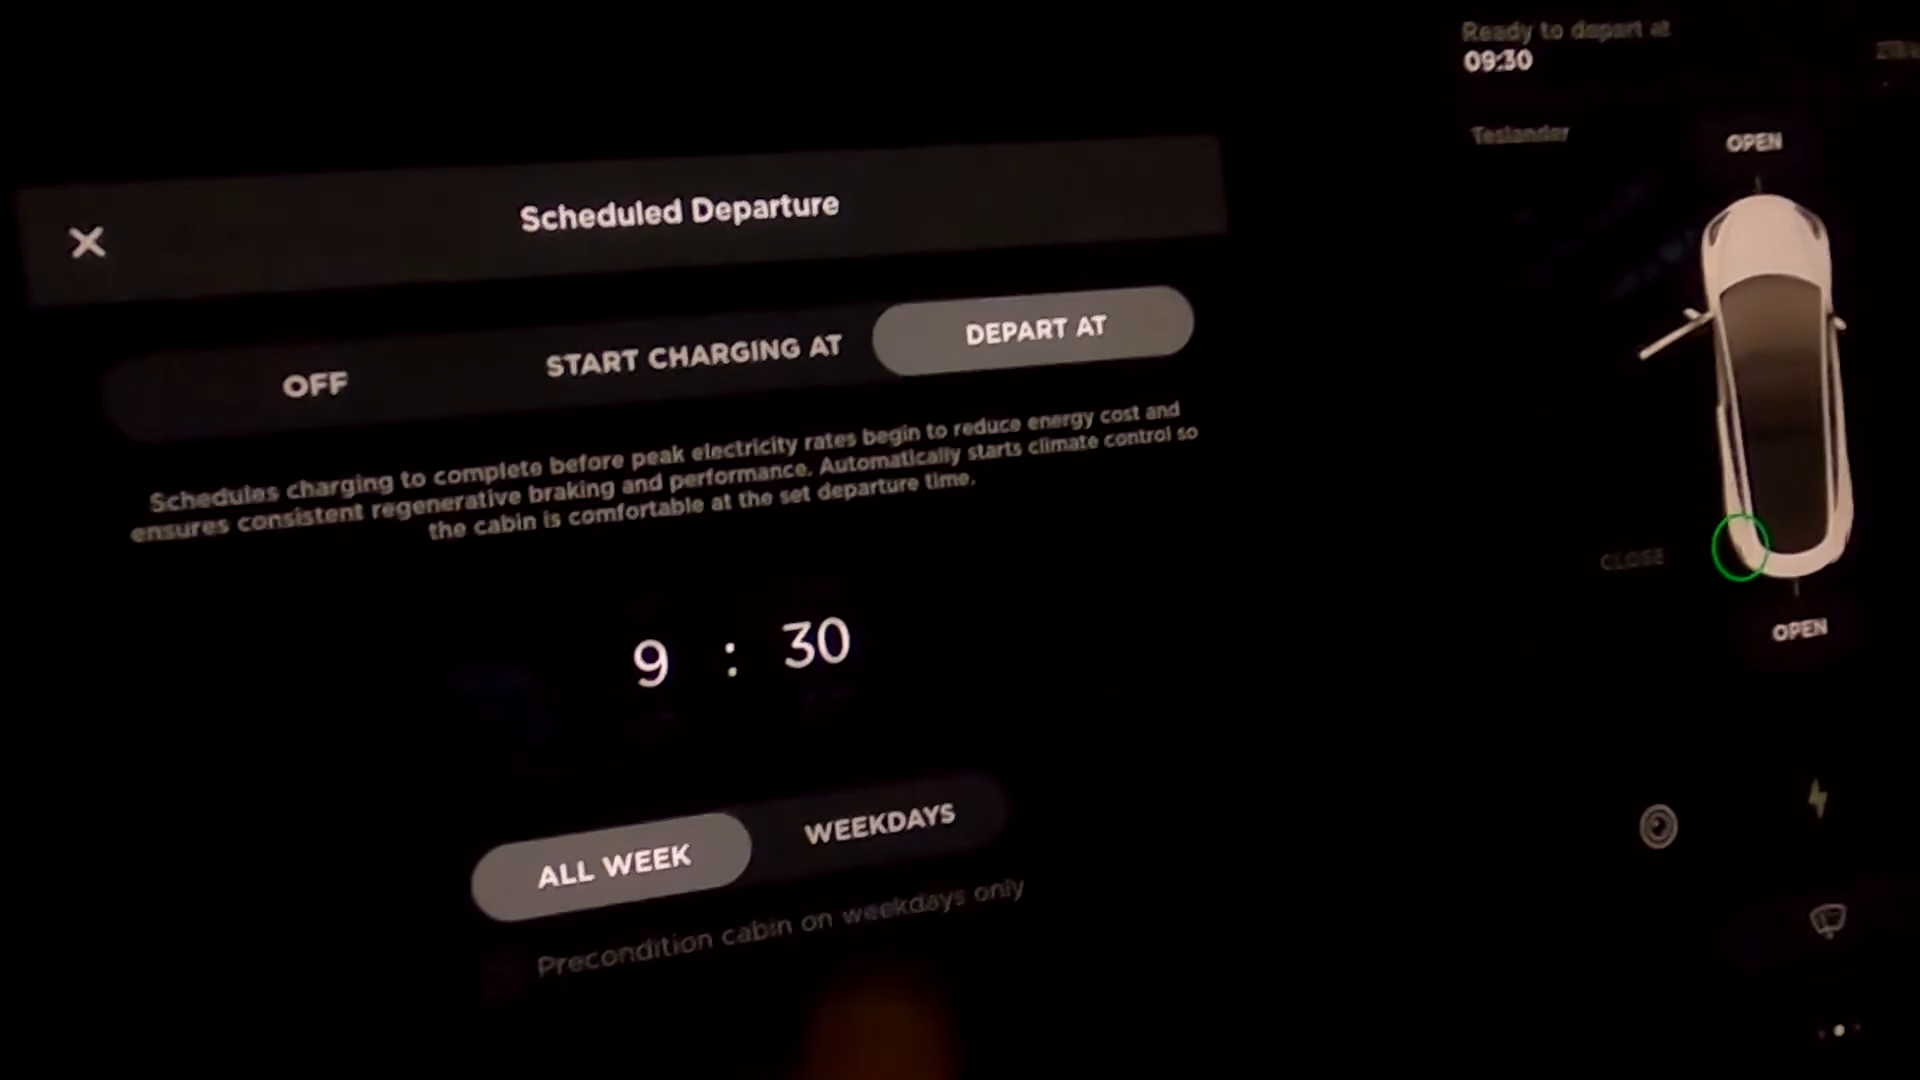 Ready to depart at
09:30
Teslander
OPEN
Scheduled Departure
OFF
START CHARGING AT
DEPART AT
Schedules charging to complete before peak electricity rates begin to reduce energy cost and
ensures consistent regenerative braking and performance. Automatically starts climate control so
the cabin is comfortable at the set departure time.
CLOSE
OPEN
9 : 30
ALL WEEK
WEEKDAYS
Precondition cabin on weekdays only